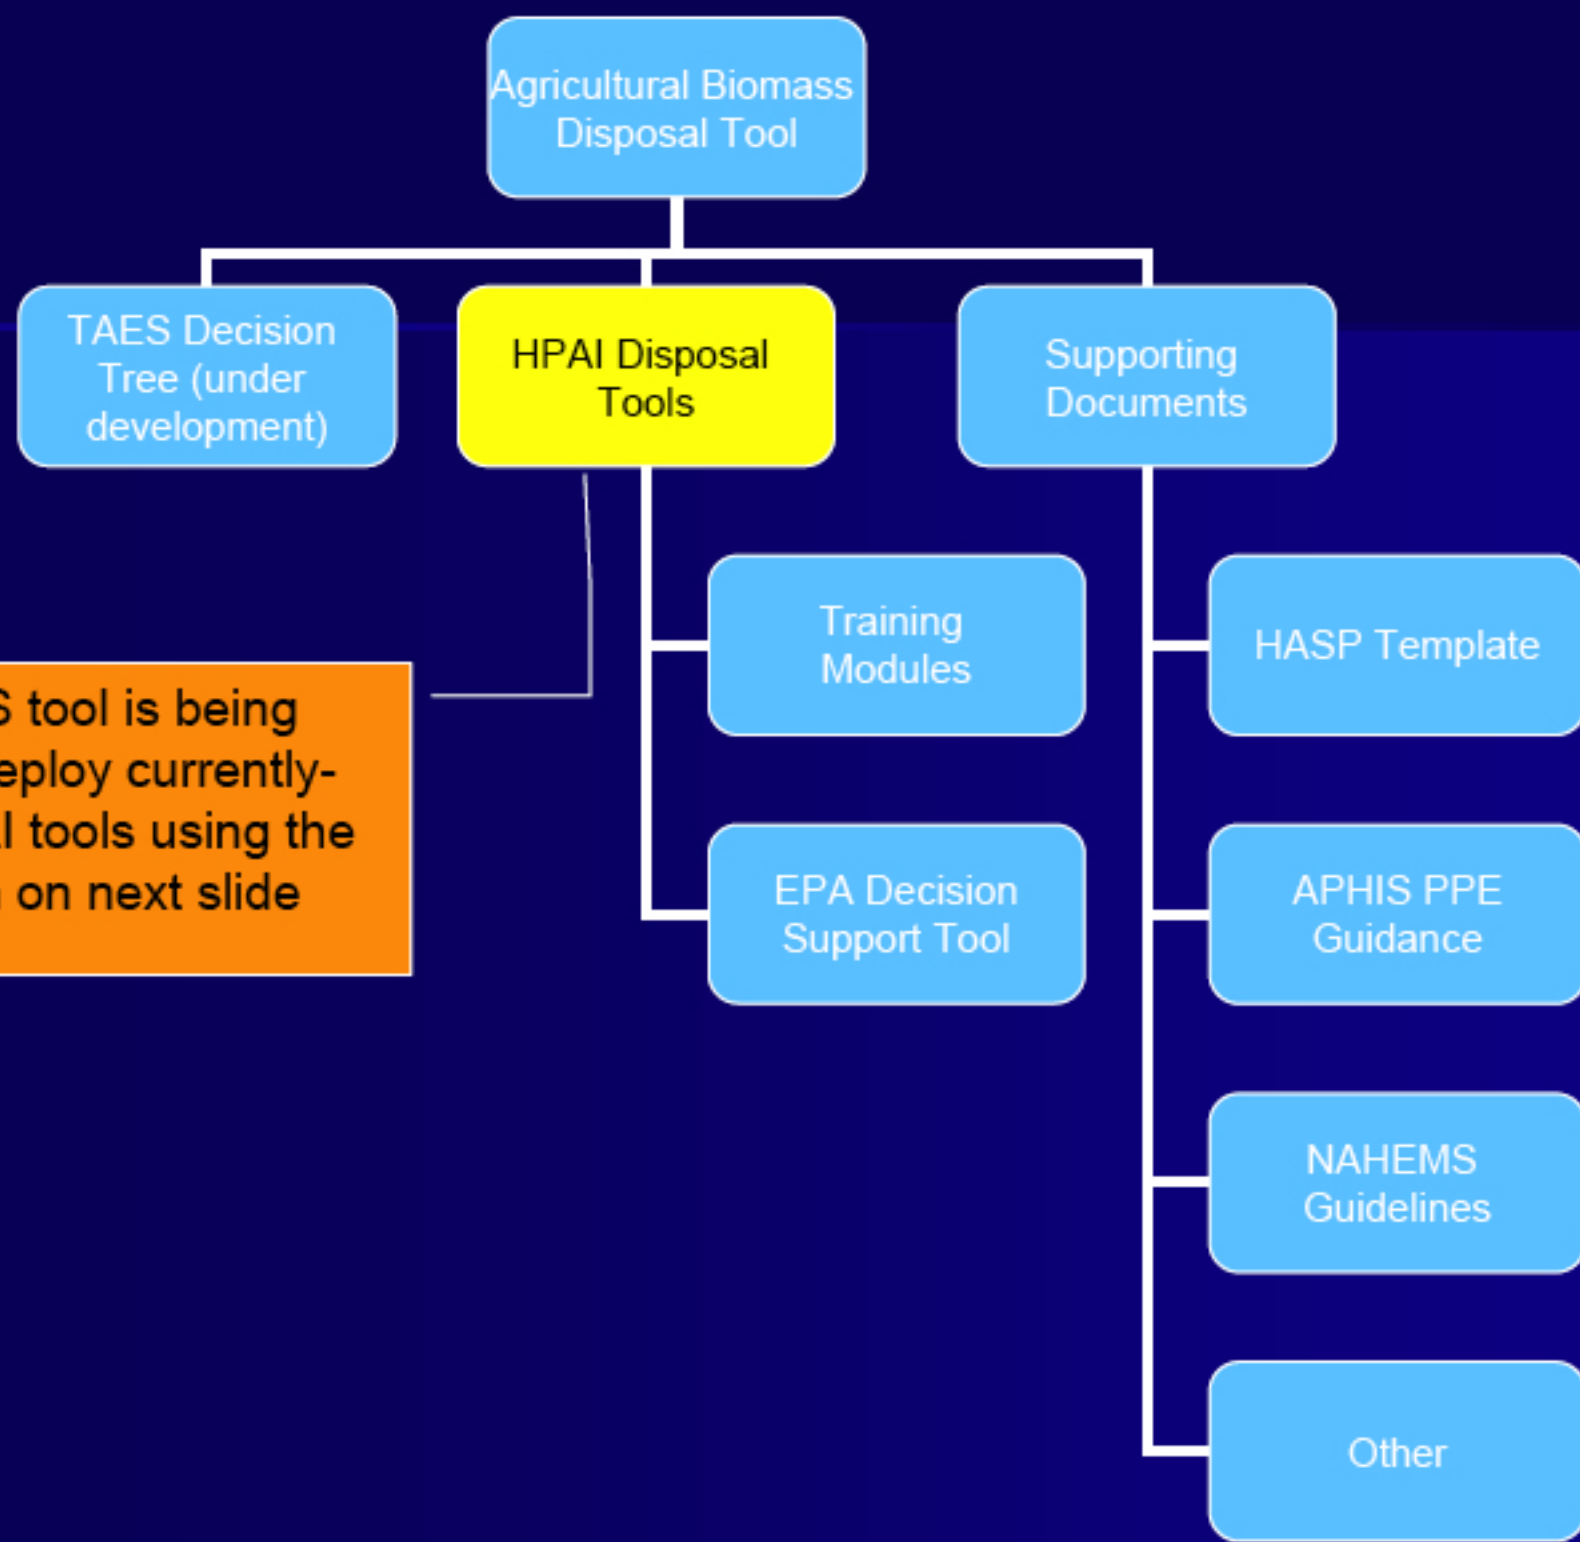 Agricultural Biomass
Disposal Tool
TAES Decision
Tree (under
development)
HPAI Disposal
Tools
Supporting
Documents
Training
Modules
HASP Template
S tool is being
eploy currently-
l tools using the
on next slide
EPA Decision
Support Tool
APHIS PPE
Guidance
NAHEMS
Guidelines
Other